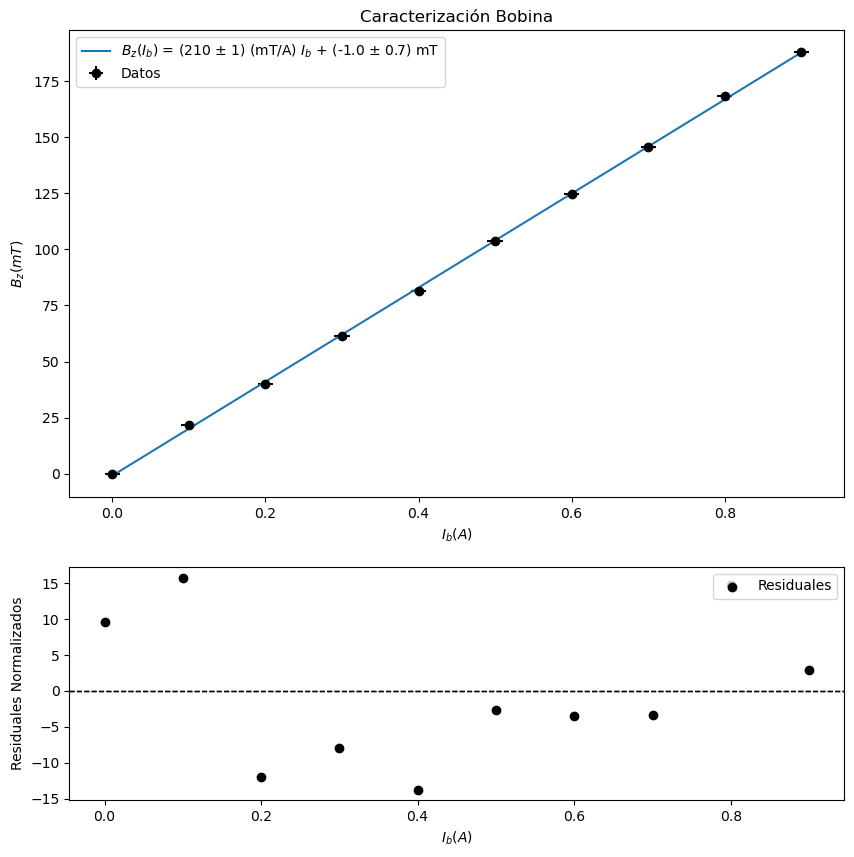 Caracterización Bobina
B_z(I_b) = (210 ± 1) (mT/A) I_b + (-1.0 ± 0.7) mT
Datos
175
150
125
100
75
50
25
0
B_z(mT)
0.0 0.2 0.4 0.6 0.8
I_b(A)
Residuales
15
10
5
0
−5
−10
−15
Residuales Normalizados
0.0 0.2 0.4 0.6 0.8
I_b(A)